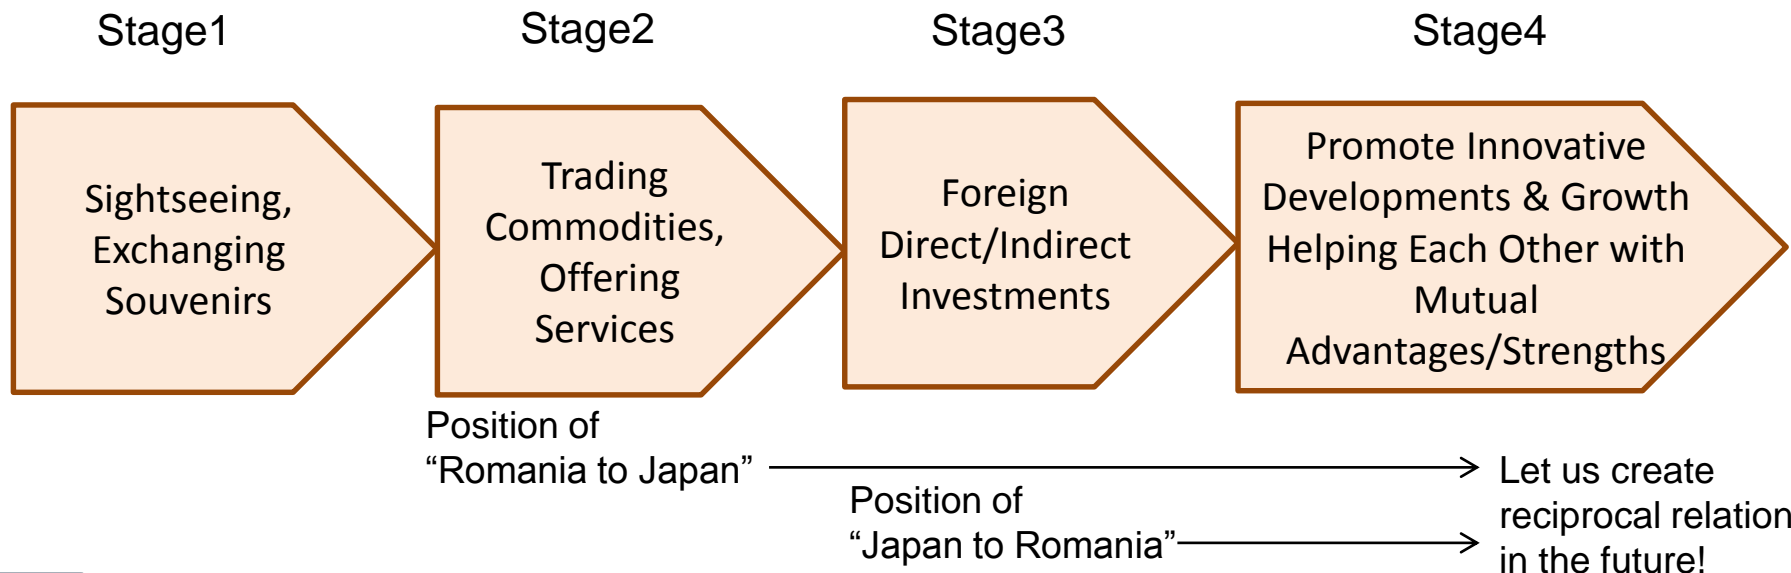 Stage1
Stage2
Stage3
Stage4
Sightseeing,
Exchanging
Souvenirs
Trading
Commodities,
Offering
Services
Foreign
Direct/Indirect
Investments
Promote Innovative
Developments & Growth
Helping Each Other with
Mutual
Advantages/Strengths
Position of
“Romania to Japan”
Position of
“Japan to Romania”
Let us create
reciprocal relation
in the future!